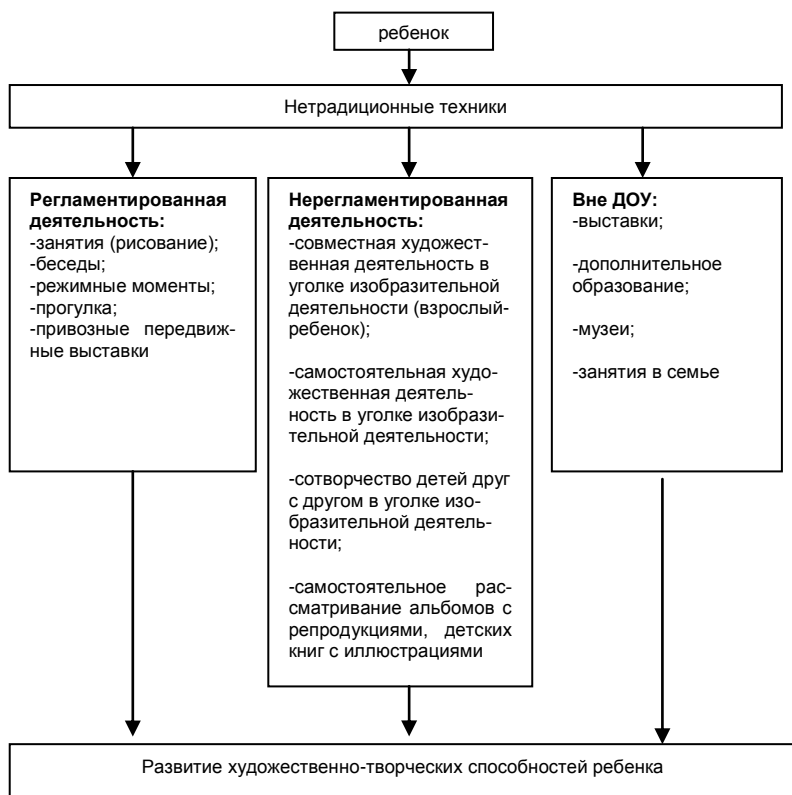 ребенок
Нетрадиционные техники
Регламентированная
деятельность:
-занятия (рисование);
-беседы;
-режимные моменты;
-прогулка;
-привозные передвиж-
ные выставки
Нерегламентированная
деятельность:
-совместная художест-
венная деятельность в
уголке изобразительной
деятельности (взрослый-
ребенок);
-самостоятельная худо-
жественная деятель-
ность в уголке изобрази-
тельной деятельности;
-сотворчество детей друг
с другом в уголке изо-
бразительной деятель-
ности;
-самостоятельное рас-
сматривание альбомов с
репродукциями, детских
книг с иллюстрациями
Вне ДОУ:
-выставки;
-дополнительное
образование;
-музеи;
-занятия в семье
Развитие художественно-творческих способностей ребенка